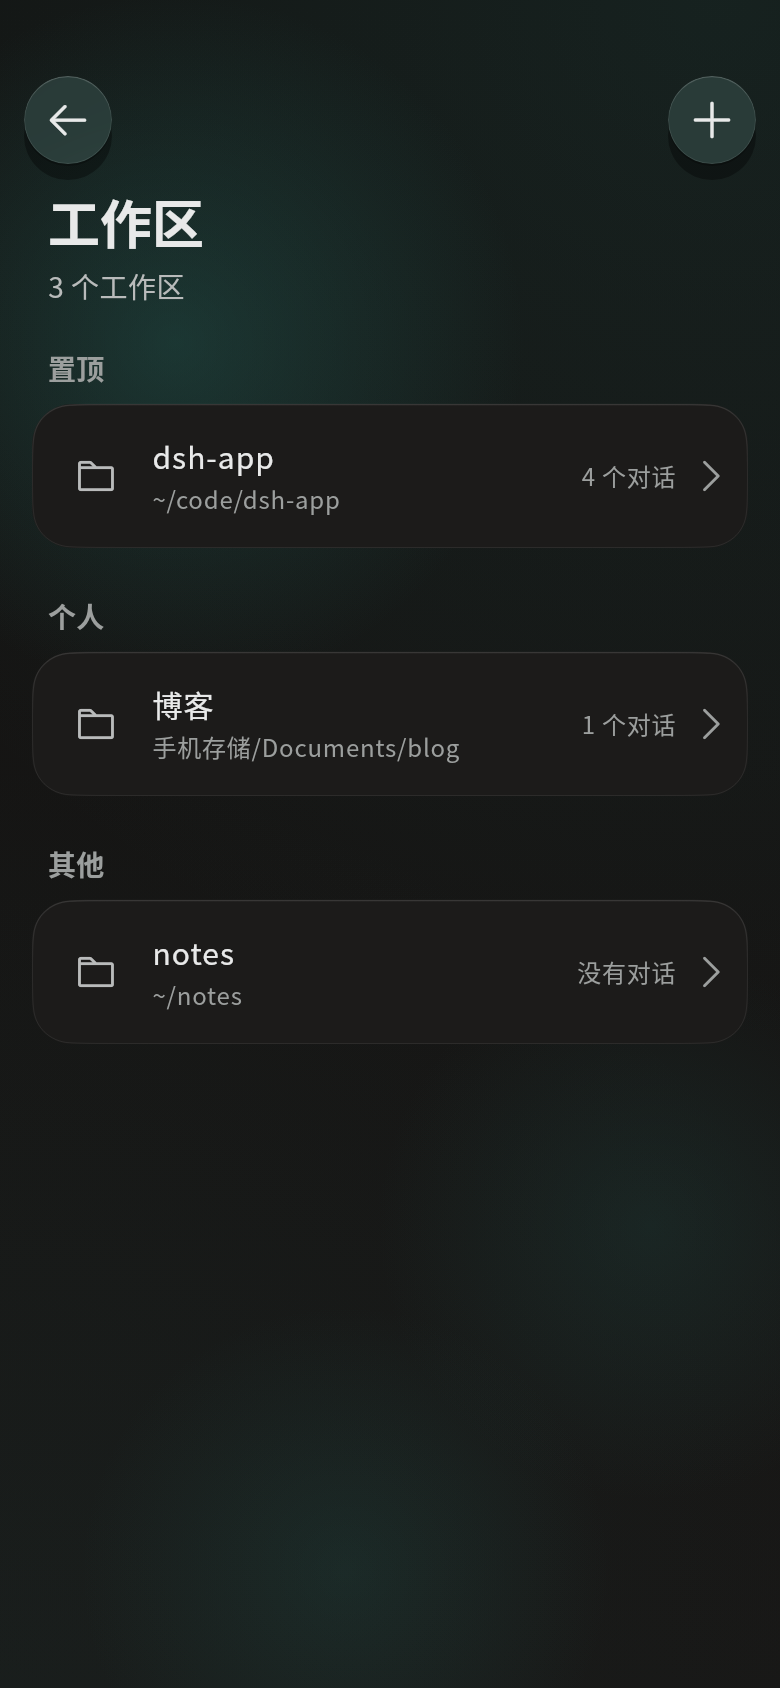 工作区
3 个工作区
置顶
dsh-app
~/code/dsh-app
4 个对话
个人
博客
手机存储/Documents/blog
1 个对话
其他
notes
~/notes
没有对话